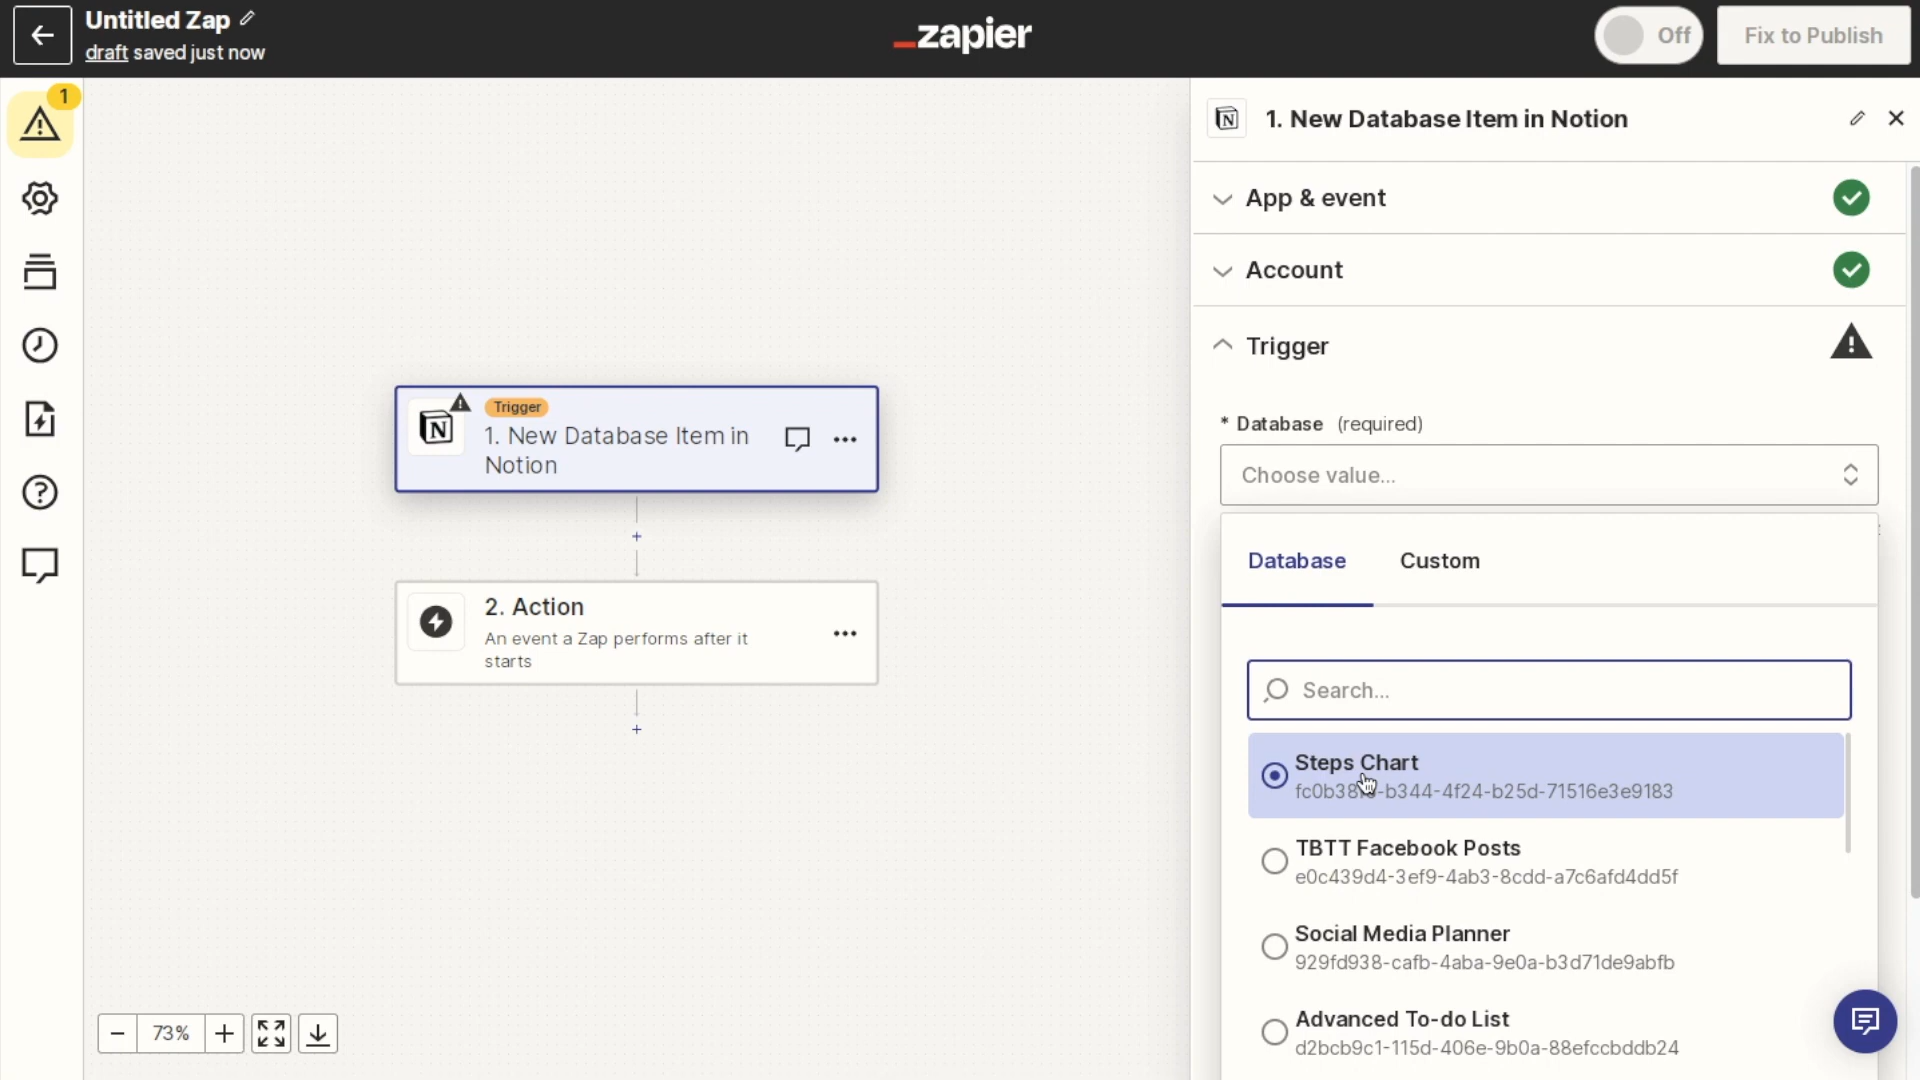 Untitled Zap
draft saved just now
zapier
Off
Fix to Publish
1
1. New Database Item in Notion
App & event
Account
Trigger
* Database (required)
Choose value...
Database
Custom
Search...
Steps Chart
-b344-4f24-b25d-71516e3e9183
TBTT Facebook Posts
e0c439d4-3ef9-4ab3-8cdd-a7c6afd4dd5f
Social Media Planner
929fd938-cafb-4aba-9e0a-b3d71de9abfb
Advanced To-do List
d2bcb9c1-115d-406e-9b0a-88efccbddb24
Trigger
1. New Database Item in
Notion
2. Action
An event a Zap performs after it
starts
73%